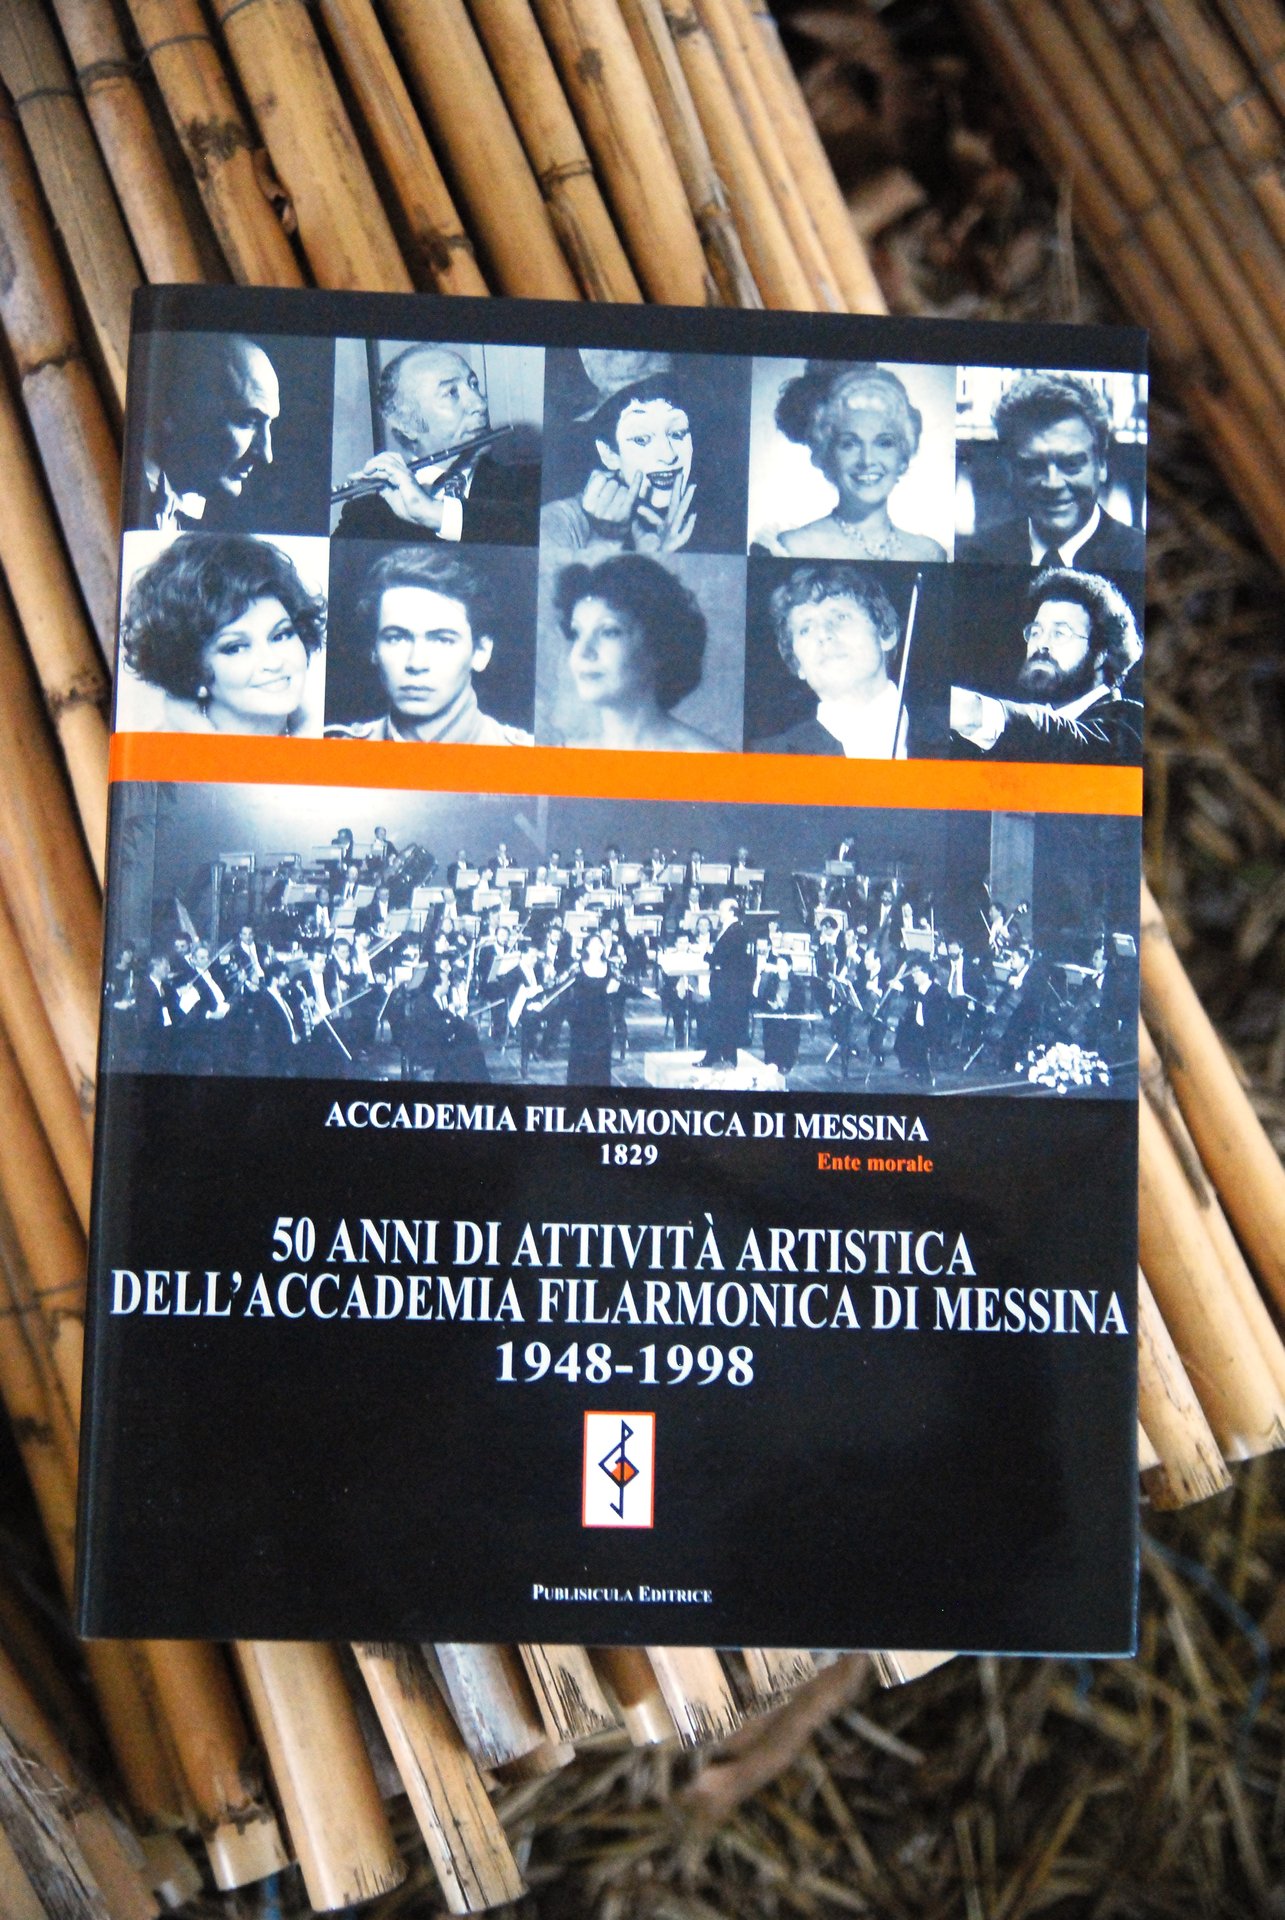 ACCADEMIA FILARMONICA DI MESSINA
1829
Ente morale
50 ANNI DI ATTIVITÀ ARTISTICA
DELL'ACCADEMIA FILARMONICA DI MESSINA
1948-1998
PUBLISICULA EDITRICE